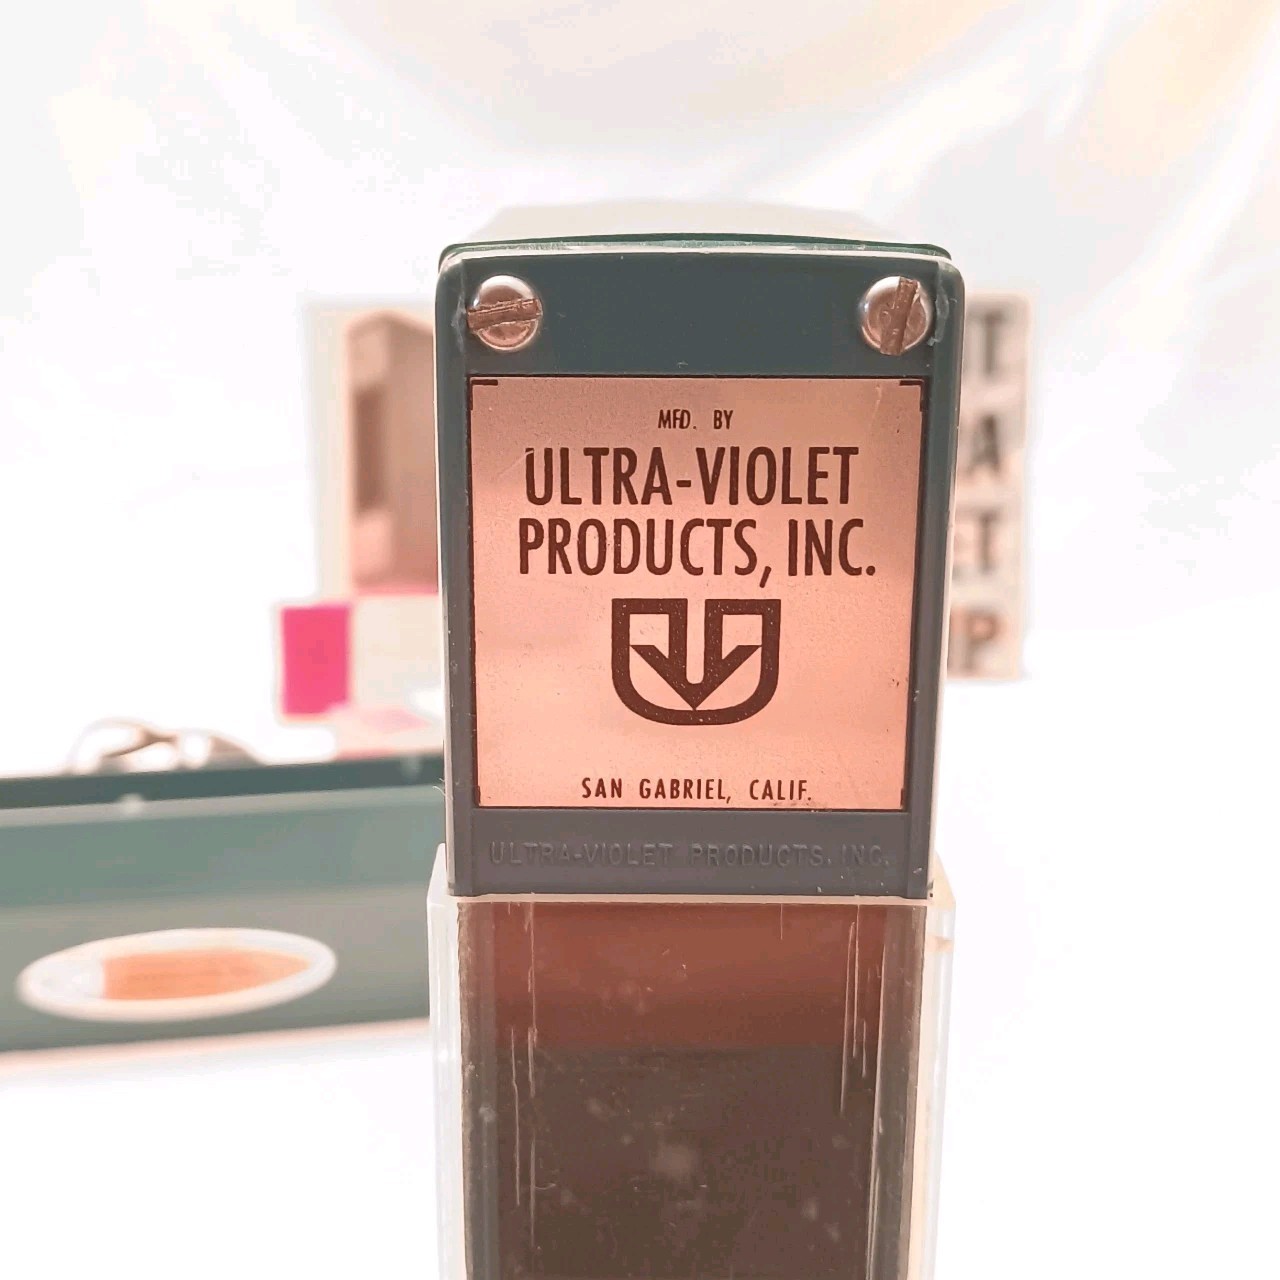 MFD. BY
ULTRA-VIOLET
PRODUCTS, INC.
SAN GABRIEL, CALIF.
ULTRA-VIOLET PRODUCTS, INC.